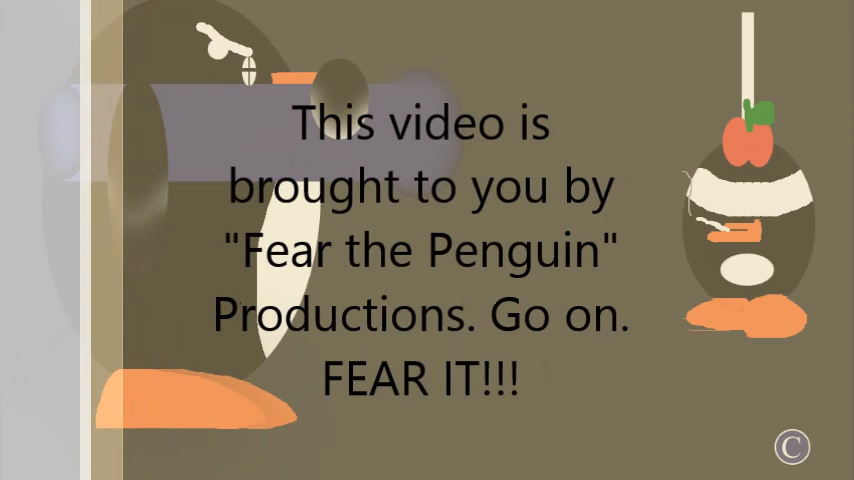 This video is
brought to you by
"Fear the Penguin"
Productions. Go on.
FEAR IT!!!
©